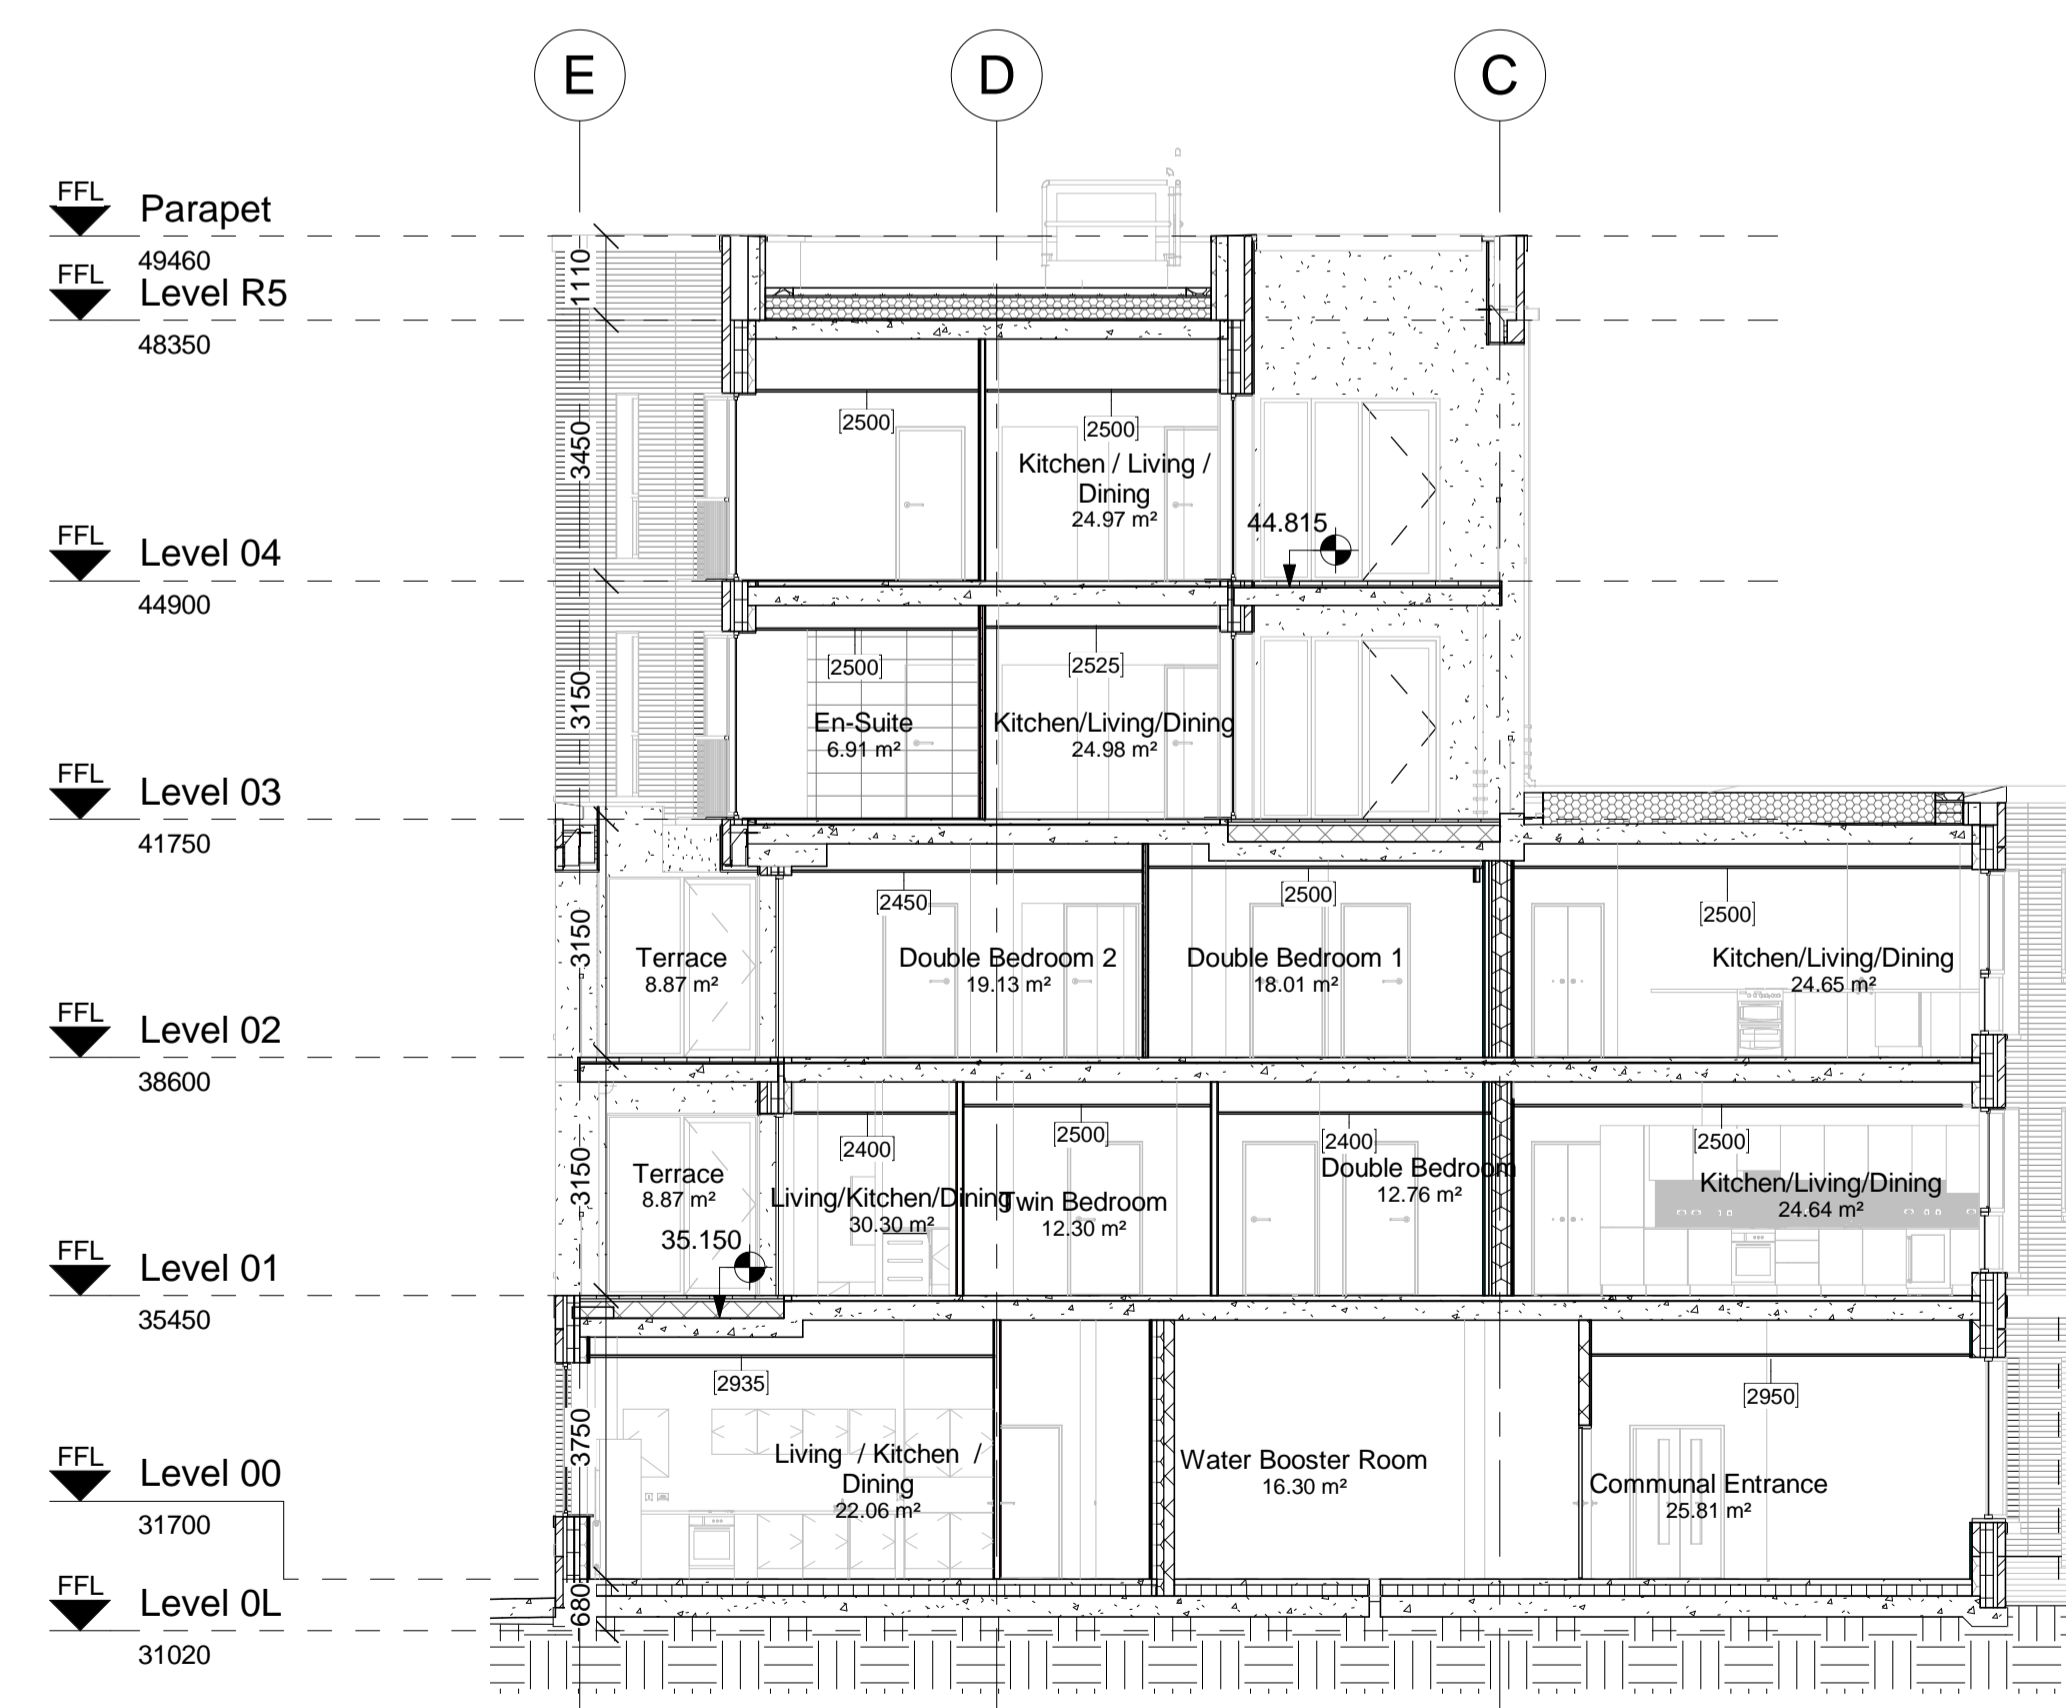 E
D
C
FFL
Parapet
49460
FFL
Level R5
48350
FFL
Level 04
44900
FFL
Level 03
41750
FFL
Level 02
38600
FFL
Level 01
35450
FFL
Level 00
31700
FFL
Level 0L
31020
1110
3450
3150
3150
3150
3750
680
[2500]
[2500]
Kitchen / Living /
Dining
24.97 m²
44.815
[2500]
[2525]
En-Suite
6.91 m²
Kitchen/Living/Dining
24.98 m²
[2450]
[2500]
[2500]
Terrace
8.87 m²
Double Bedroom 2
19.13 m²
Double Bedroom 1
18.01 m²
Kitchen/Living/Dining
24.65 m²
[2400]
[2500]
[2400]
[2500]
Terrace
8.87 m²
35.150
Living/Kitchen/Dining
30.30 m²
Twin Bedroom
12.30 m²
Double Bedroom
12.76 m²
Kitchen/Living/Dining
24.64 m²
[2935]
[2950]
Living / Kitchen /
Dining
22.06 m²
Water Booster Room
16.30 m²
Communal Entrance
25.81 m²